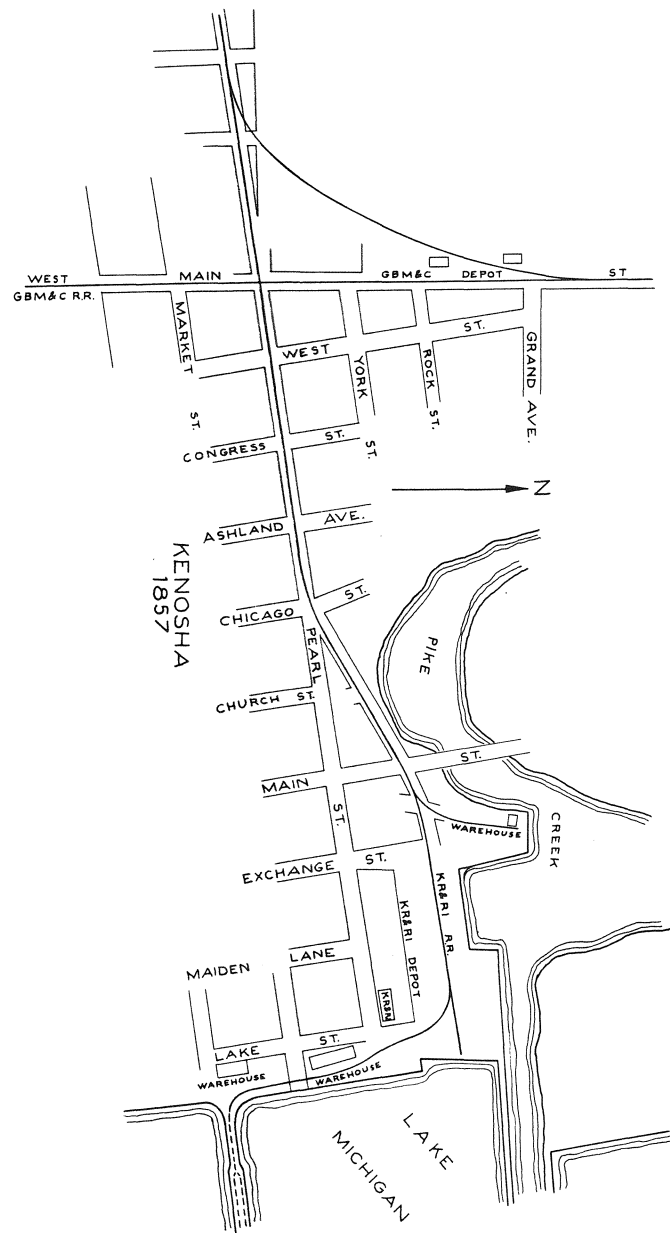 WEST MAIN GBM&C DEPOT ST
GBM&C R.R.
MARKET ST.
WEST ST.
YORK ST.
ROCK ST.
GRAND AVE.
CONGRESS ST.
N
ASHLAND AVE.
KENOSHA
1857
CHICAGO ST.
PEARL ST.
PIKE CREEK
CHURCH ST.
MAIN ST.
WAREHOUSE
EXCHANGE ST.
KR&RI R.R.
KR&RI DEPOT
MAIDEN LANE
LAKE ST.
WAREHOUSE
WAREHOUSE
LAKE
MICHIGAN